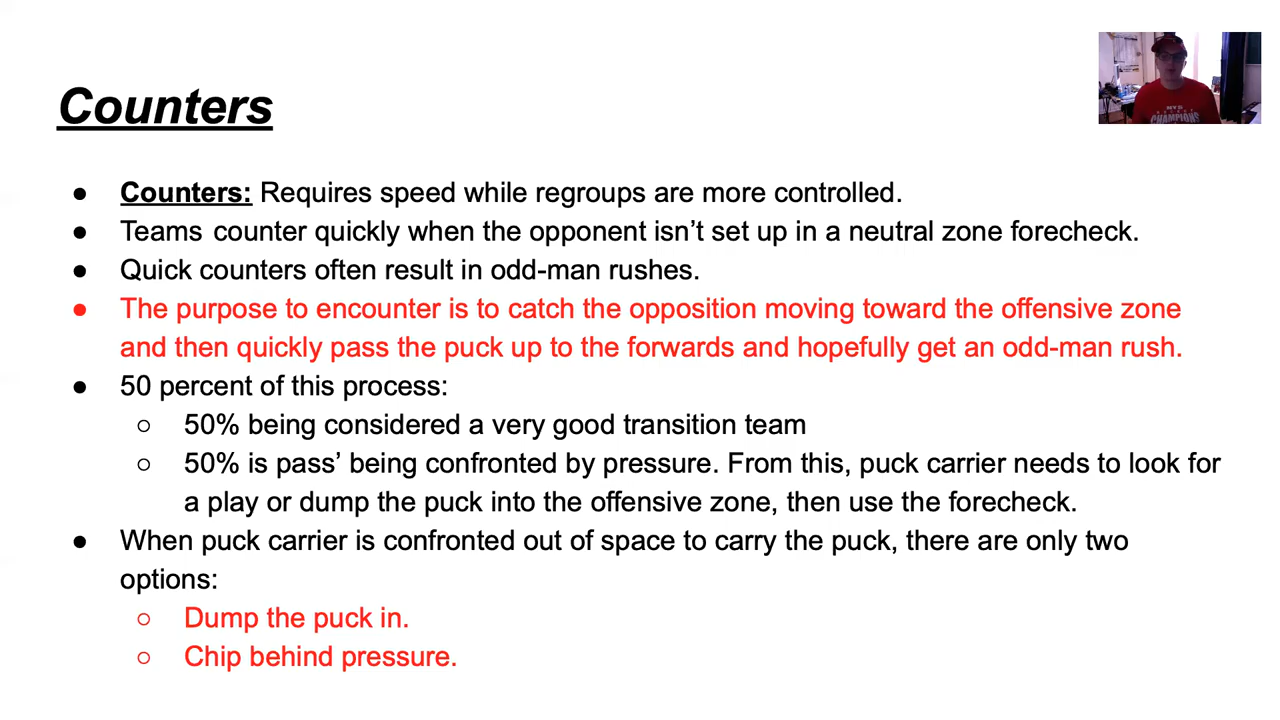 Counters
● Counters: Requires speed while regroups are more controlled.
● Teams counter quickly when the opponent isn’t set up in a neutral zone forecheck.
● Quick counters often result in odd-man rushes.
● The purpose to encounter is to catch the opposition moving toward the offensive zone
and then quickly pass the puck up to the forwards and hopefully get an odd-man rush.
● 50 percent of this process:
○ 50% being considered a very good transition team
○ 50% is pass’ being confronted by pressure. From this, puck carrier needs to look for
a play or dump the puck into the offensive zone, then use the forecheck.
● When puck carrier is confronted out of space to carry the puck, there are only two
options:
○ Dump the puck in.
○ Chip behind pressure.
CHAMPIONS